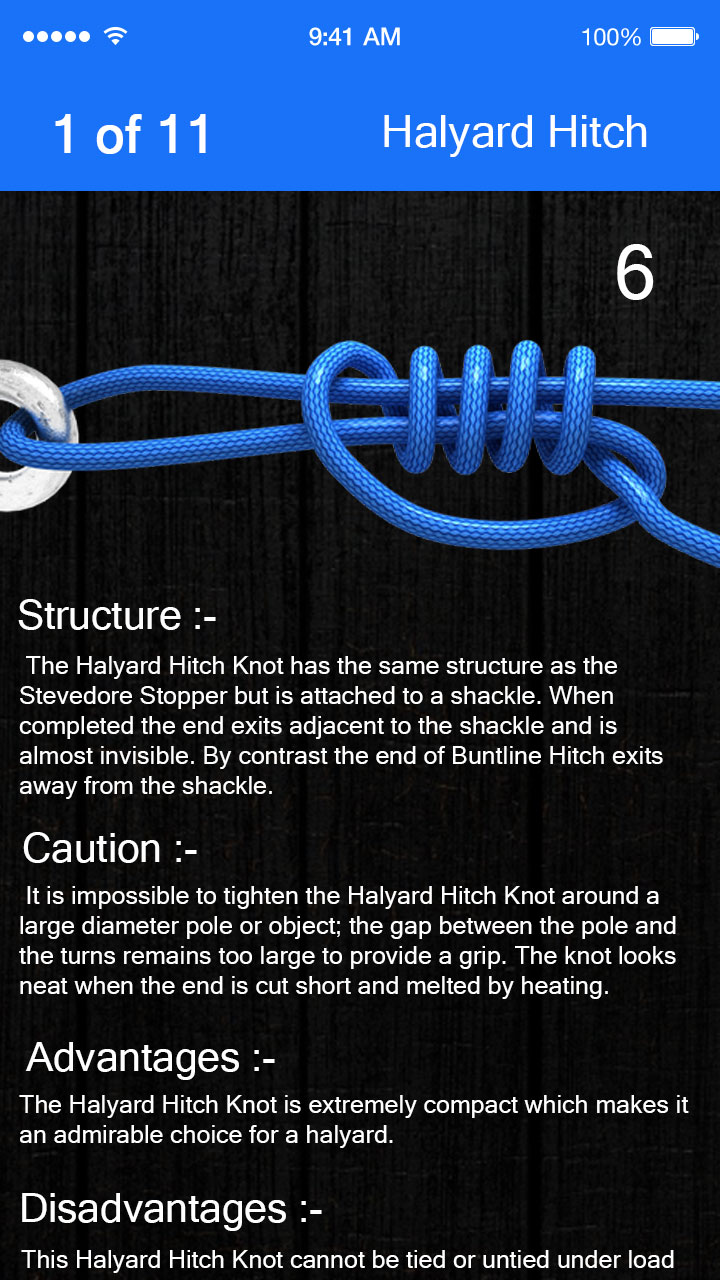 9:41 AM 100%
1 of 11 Halyard Hitch
6
Structure :-
The Halyard Hitch Knot has the same structure as the
Stevedore Stopper but is attached to a shackle. When
completed the end exits adjacent to the shackle and is
almost invisible. By contrast the end of Buntline Hitch exits
away from the shackle.
Caution :-
It is impossible to tighten the Halyard Hitch Knot around a
large diameter pole or object; the gap between the pole and
the turns remains too large to provide a grip. The knot looks
neat when the end is cut short and melted by heating.
Advantages :-
The Halyard Hitch Knot is extremely compact which makes it
an admirable choice for a halyard.
Disadvantages :-
This Halyard Hitch Knot cannot be tied or untied under load